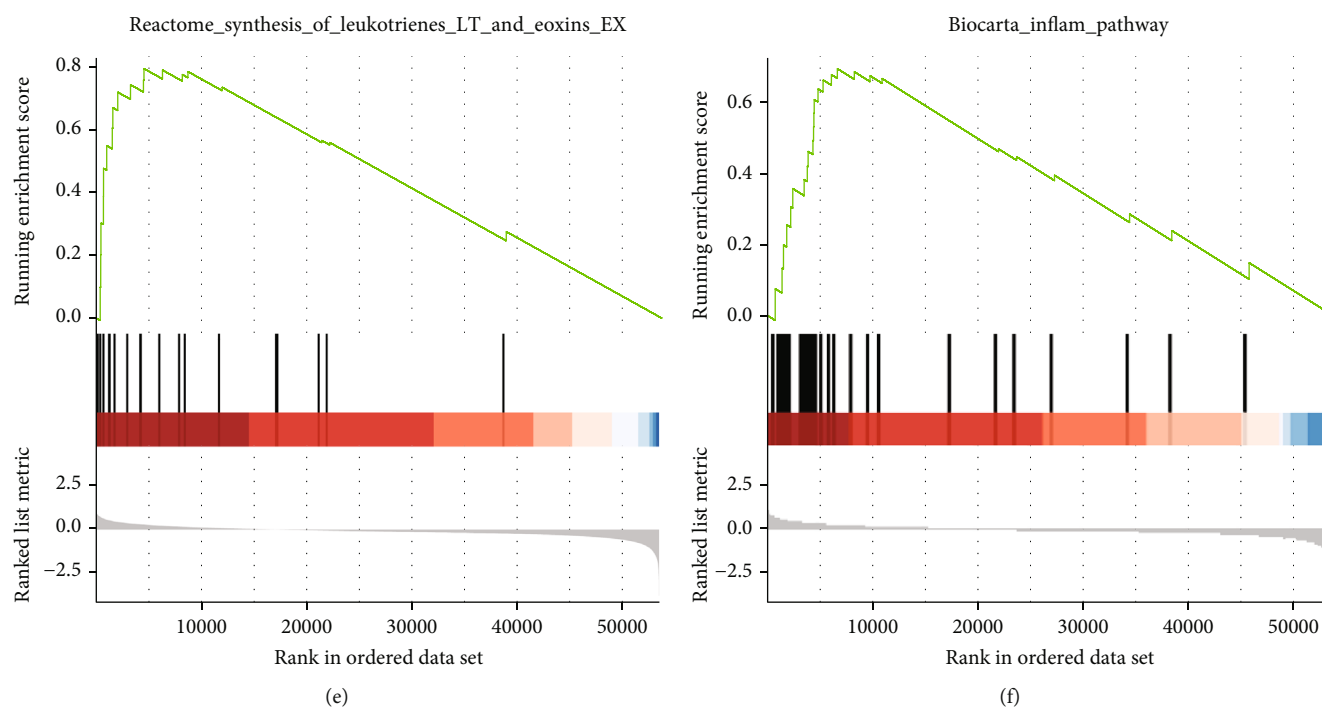 Reactome_synthesis_of_leukotrienes_LT_and_eoxins_EX
Running enrichment score
0.8
0.6
0.4
0.2
0.0
Ranked list metric
2.5
0.0
−2.5
10000 20000 30000 40000 50000
Rank in ordered data set
(e)
Biocarta_inflam_pathway
Running enrichment score
0.6
0.4
0.2
0.0
Ranked list metric
2.5
0.0
−2.5
10000 20000 30000 40000 50000
Rank in ordered data set
(f)